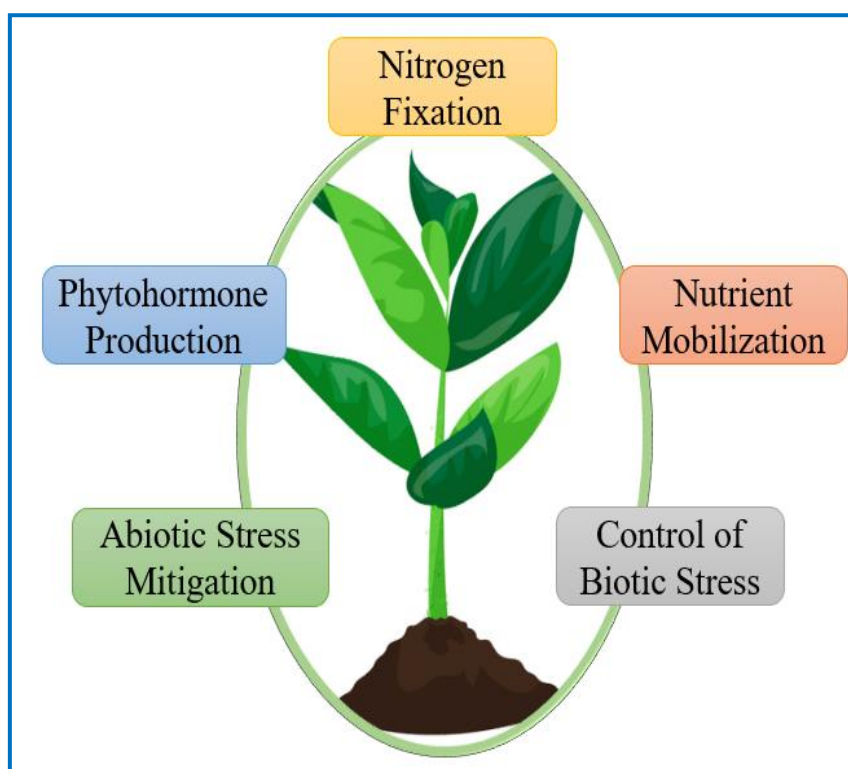 Nitrogen
Fixation
Phytohormone
Production
Nutrient
Mobilization
Abiotic Stress
Mitigation
Control of
Biotic Stress